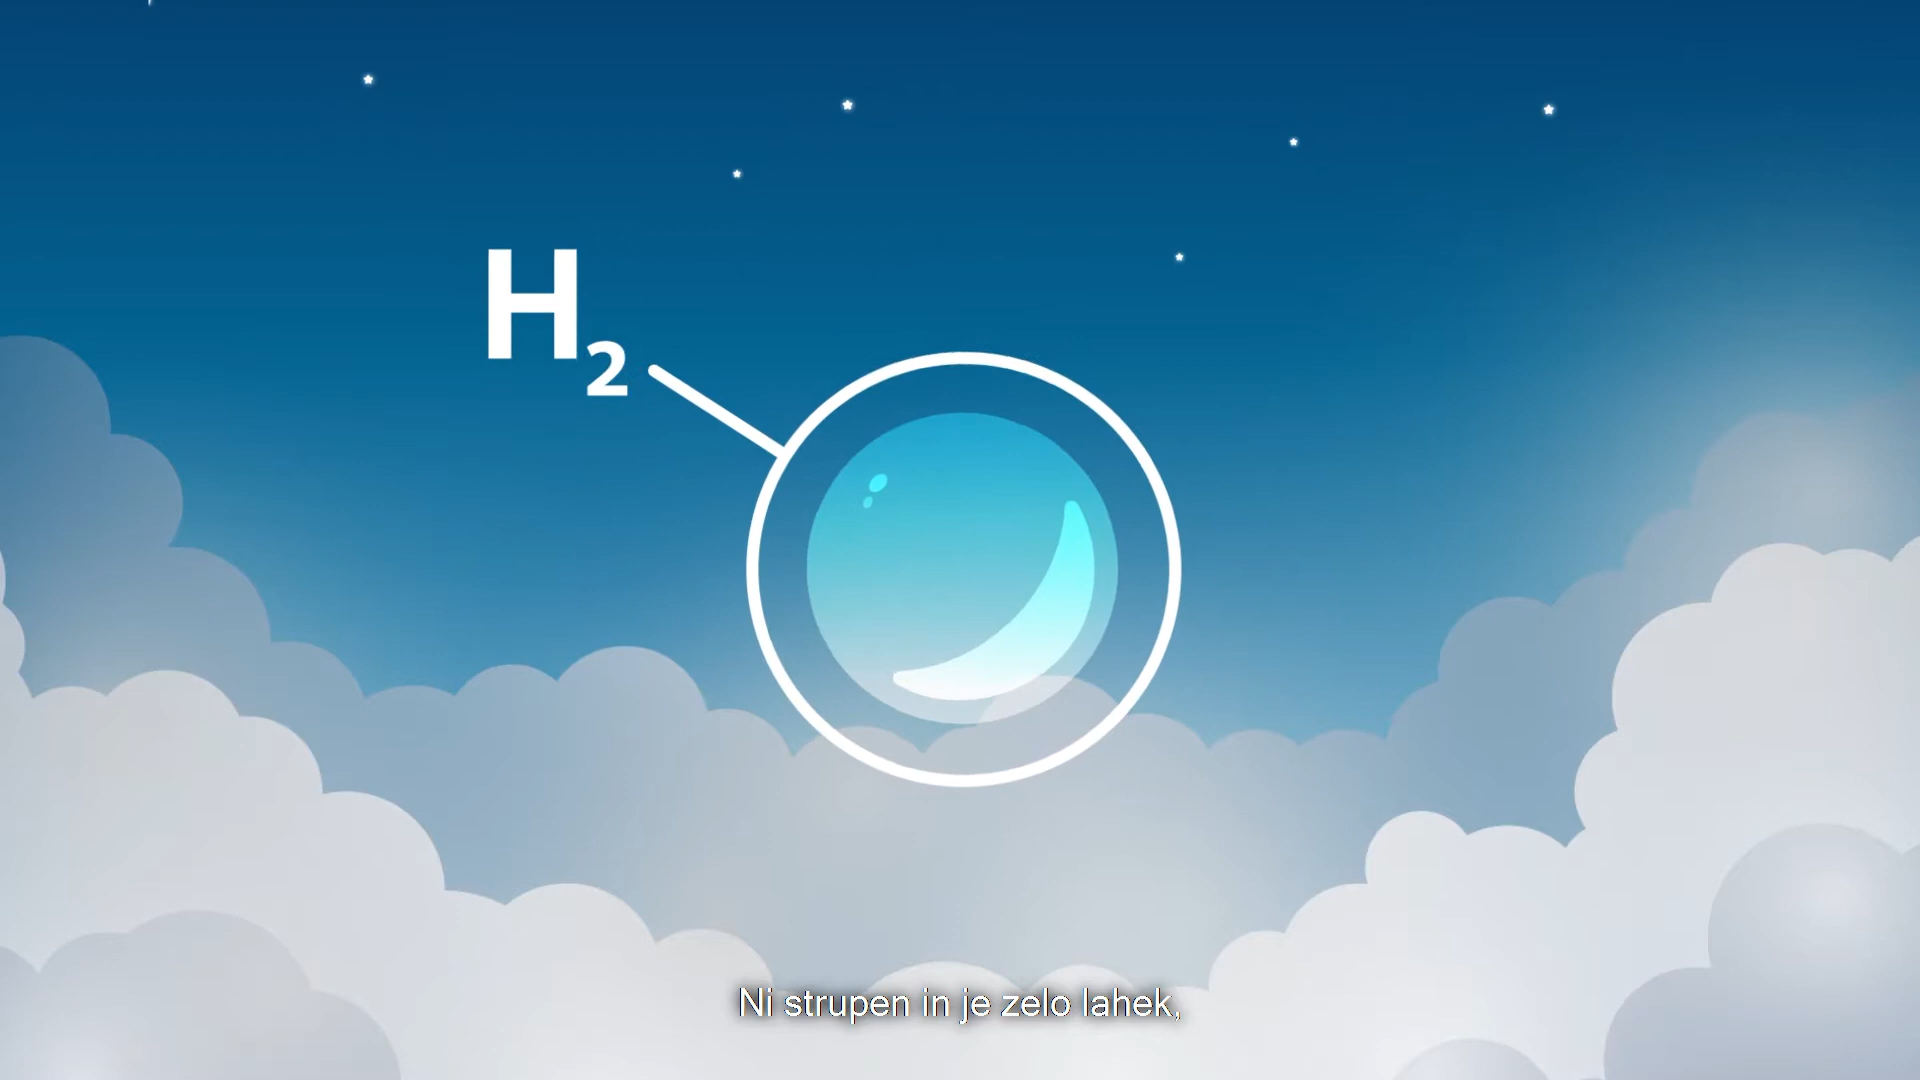 H₂
Ni strupen in je zelo lahek,